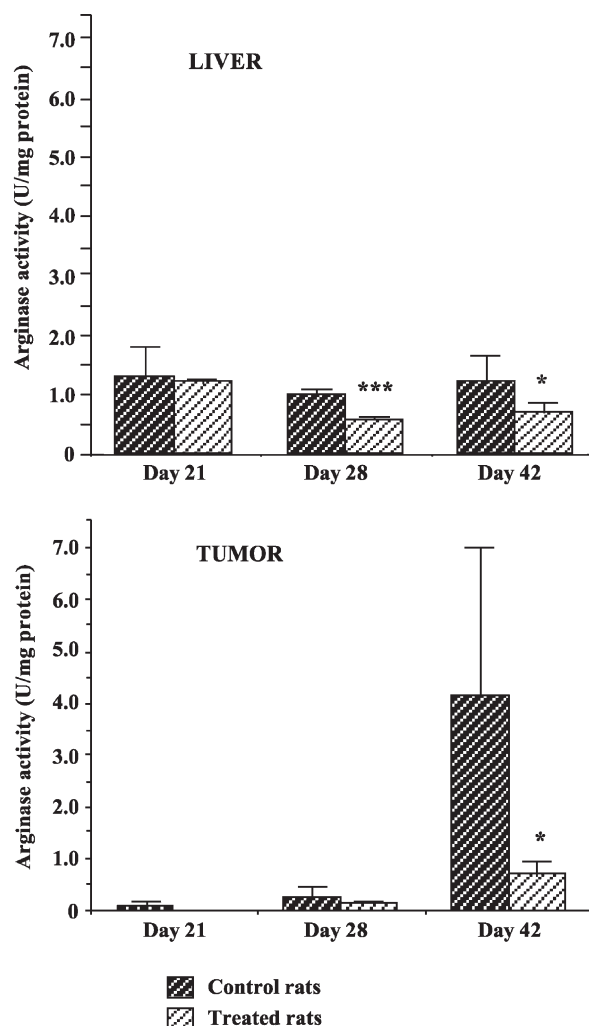 LIVER
Arginase activity (U/mg protein)
7.0
6.0
5.0
4.0
3.0
2.0
1.0
0
***
*
Day 21 Day 28 Day 42
TUMOR
Arginase activity (U/mg protein)
7.0
6.0
5.0
4.0
3.0
2.0
1.0
0
*
Day 21 Day 28 Day 42
Control rats
Treated rats